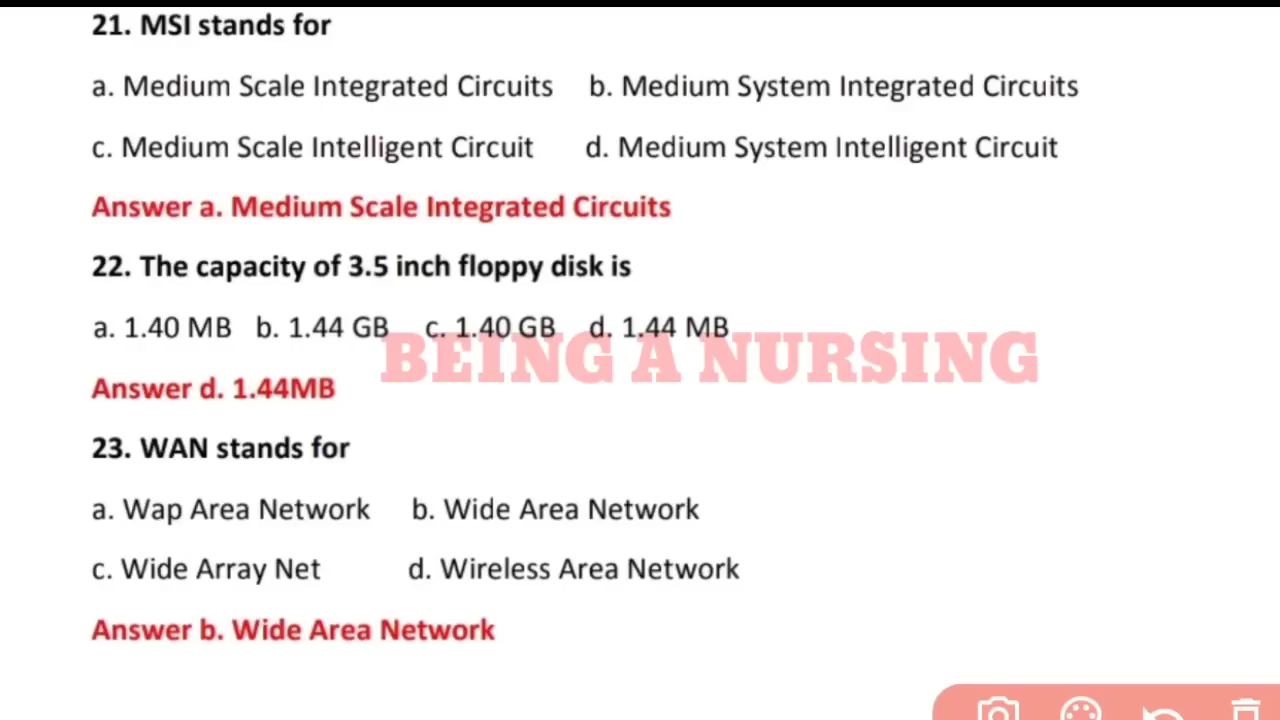 21. MSI stands for
a. Medium Scale Integrated Circuits b. Medium System Integrated Circuits
c. Medium Scale Intelligent Circuit d. Medium System Intelligent Circuit
Answer a. Medium Scale Integrated Circuits
22. The capacity of 3.5 inch floppy disk is
a. 1.40 MB b. 1.44 GB c. 1.40 GB d. 1.44 MB
BEING A NURSING
Answer d. 1.44MB
23. WAN stands for
a. Wap Area Network b. Wide Area Network
c. Wide Array Net d. Wireless Area Network
Answer b. Wide Area Network